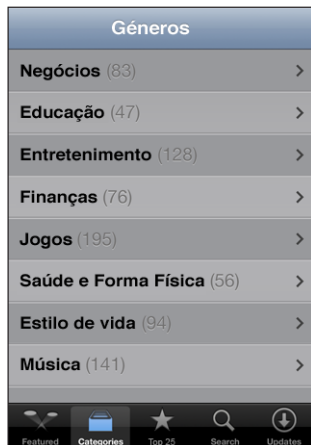 Géneros
Negócios (83)
Educação (47)
Entretenimento (128)
Finanças (76)
Jogos (195)
Saúde e Forma Física (56)
Estilo de vida (94)
Música (141)
Featured Categories Top 25 Search Updates